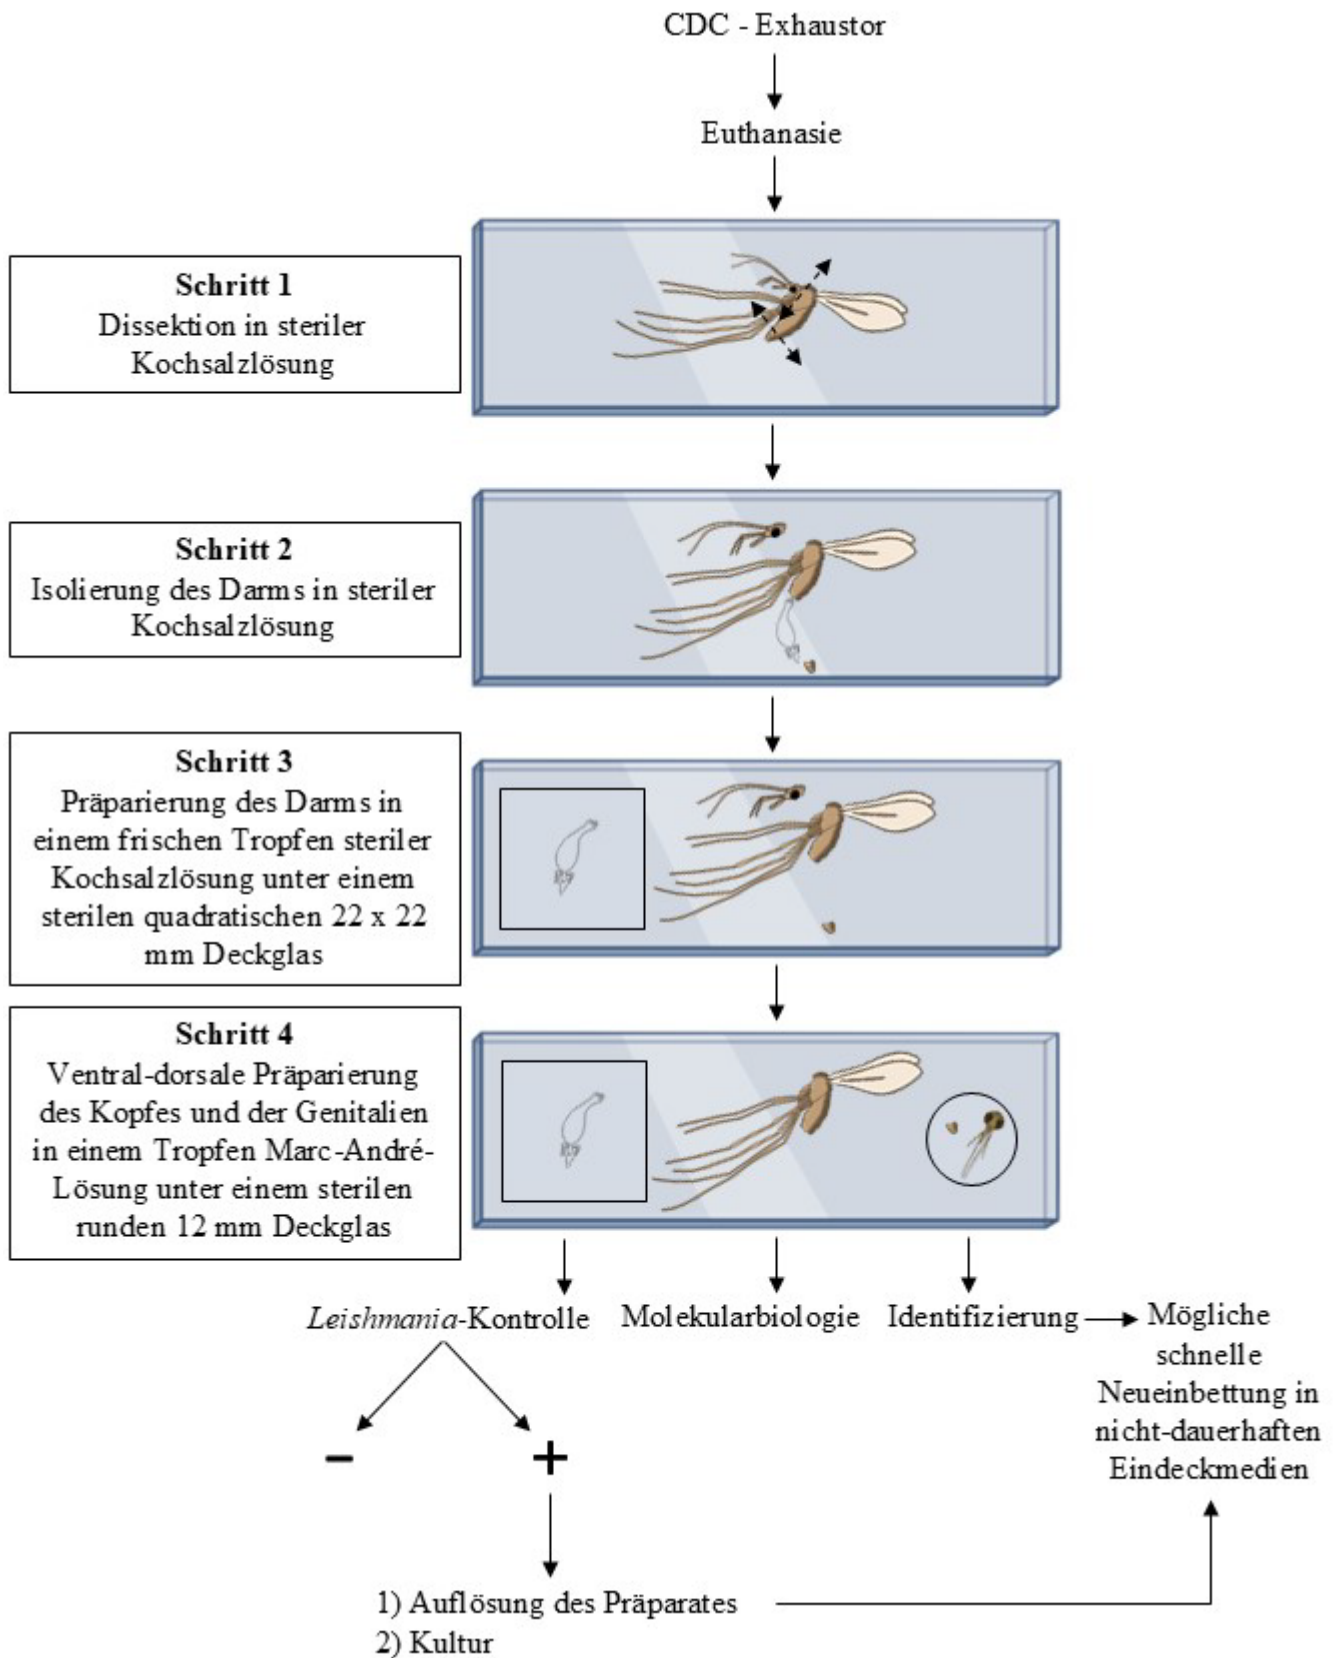 CDC - Exhaustor
Euthanasie
Schritt 1
Dissektion in steriler
Kochsalzlösung
Schritt 2
Isolierung des Darms in steriler
Kochsalzlösung
Schritt 3
Präparierung des Darms in
einem frischen Tropfen steriler
Kochsalzlösung unter einem
sterilen quadratischen 22 x 22
mm Deckglas
Schritt 4
Ventral-dorsale Präparierung
des Kopfes und der Genitalien
in einem Tropfen Marc-André-
Lösung unter einem sterilen
runden 12 mm Deckglas
Leishmania-Kontrolle
Molekularbiologie
Identifizierung
Mögliche
schnelle
Neueinbettung in
nicht-dauerhaften
Eindeckmedien
–
+
1) Auflösung des Präparates
2) Kultur